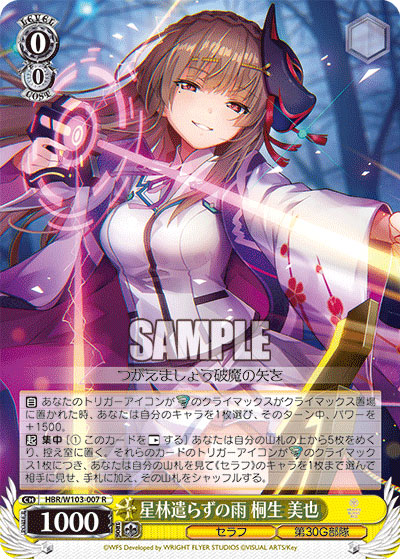 LEVEL
0
0
COST
SAMPLE
つがえましょう破魔の矢を
自 あなたのトリガーアイコンが のクライマックスがクライマックス置場
に置かれた時、あなたは自分のキャラを1枚選び、そのターン中、パワーを
+1500。
起 集中 [① このカードを する] あなたは自分の山札の上から5枚をめく
り、控え室に置く。それらのカードのトリガーアイコンが のクライマックス
1枚につき、あなたは自分の山札を見て《セラフ》のキャラを1枚まで選んで
相手に見せ、手札に加え、その山札をシャッフルする。
CH HBR/W103-007 R
1000
星林遣らずの雨 桐生 美也
セラフ
第30G部隊
©WFS Developed by WRIGHT FLYER STUDIOS ©VISUAL ARTS/Key